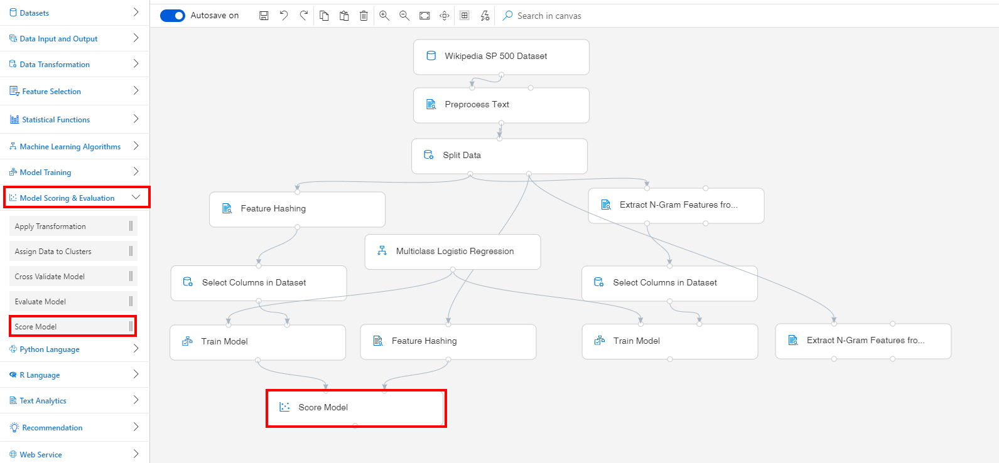 Datasets
Data Input and Output
Data Transformation
Feature Selection
Statistical Functions
Machine Learning Algorithms
Model Training
Model Scoring & Evaluation
Apply Transformation
Assign Data to Clusters
Cross Validate Model
Evaluate Model
Score Model
Python Language
R Language
Text Analytics
Recommendation
Web Service
Autosave on
Search in canvas
Wikipedia SP 500 Dataset
Preprocess Text
Split Data
Feature Hashing
Extract N-Gram Features fro...
Multiclass Logistic Regression
Select Columns in Dataset
Select Columns in Dataset
Train Model
Feature Hashing
Train Model
Extract N-Gram Features fro...
Score Model